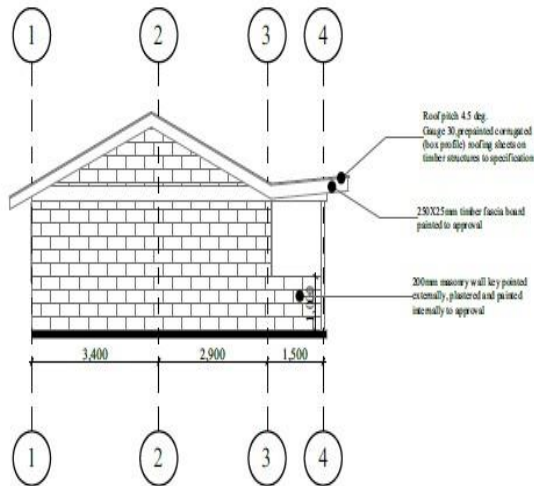 1 2 3 4
Roof pitch 4.5 deg.
Gauge 30,prepainted corrugated
(box profile) roofing sheets on
timber structures to specification
250X25mm timber fascia board
painted to approval
200mm masonry wall key pointed
externally, plastered and painted
internally to approval
1,000
3,400 2,900 1,500
1 2 3 4